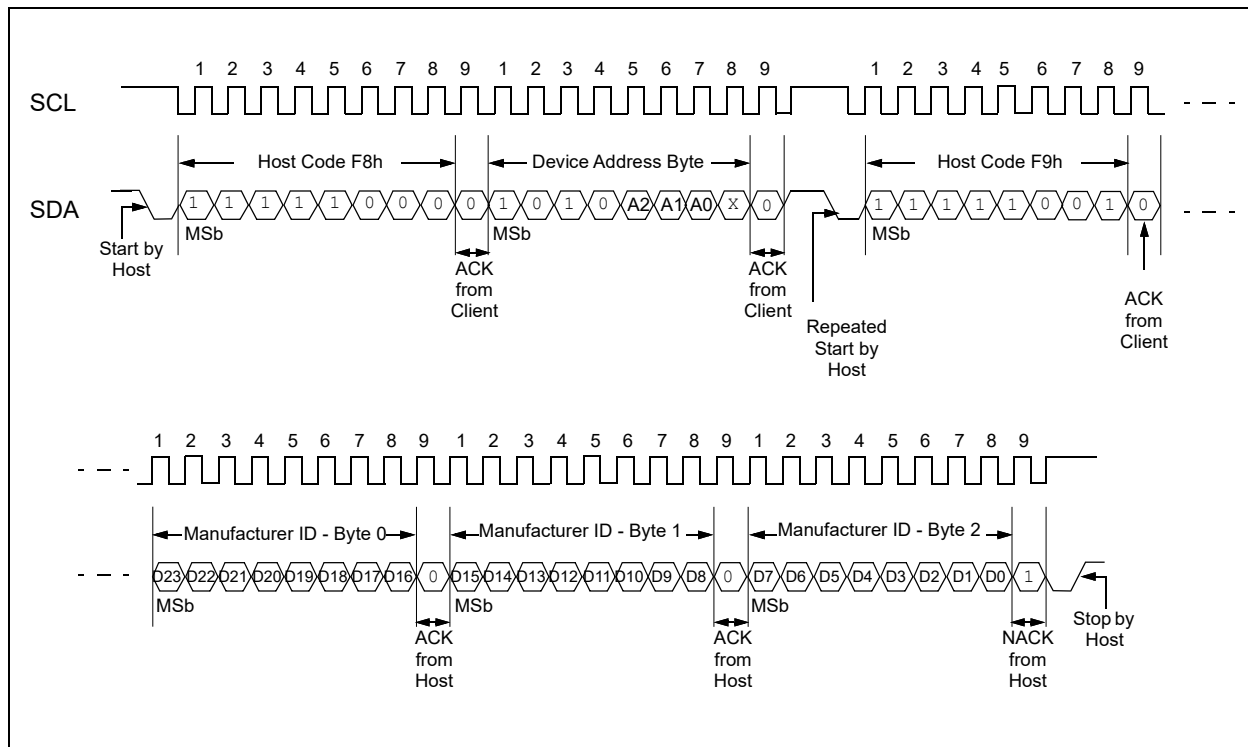 1 2 3 4 5 6 7 8 9 1 2 3 4 5 6 7 8 9 1 2 3 4 5 6 7 8 9
SCL
Host Code F8h Device Address Byte Host Code F9h
SDA 1 1 1 1 1 0 0 0 0 1 0 1 0 A2 A1 A0 X 0 1 1 1 1 1 0 0 1 0
MSb MSb MSb
Start by
Host
ACK
from
Client
ACK
from
Client
Repeated
Start by
Host
ACK
from
Client
1 2 3 4 5 6 7 8 9 1 2 3 4 5 6 7 8 9 1 2 3 4 5 6 7 8 9
Manufacturer ID - Byte 0 Manufacturer ID - Byte 1 Manufacturer ID - Byte 2
D23 D22 D21 D20 D19 D18 D17 D16 0 D15 D14 D13 D12 D11 D10 D9 D8 0 D7 D6 D5 D4 D3 D2 D1 D0 1
MSb MSb MSb
ACK
from
Host
ACK
from
Host
NACK
from
Host
Stop by
Host